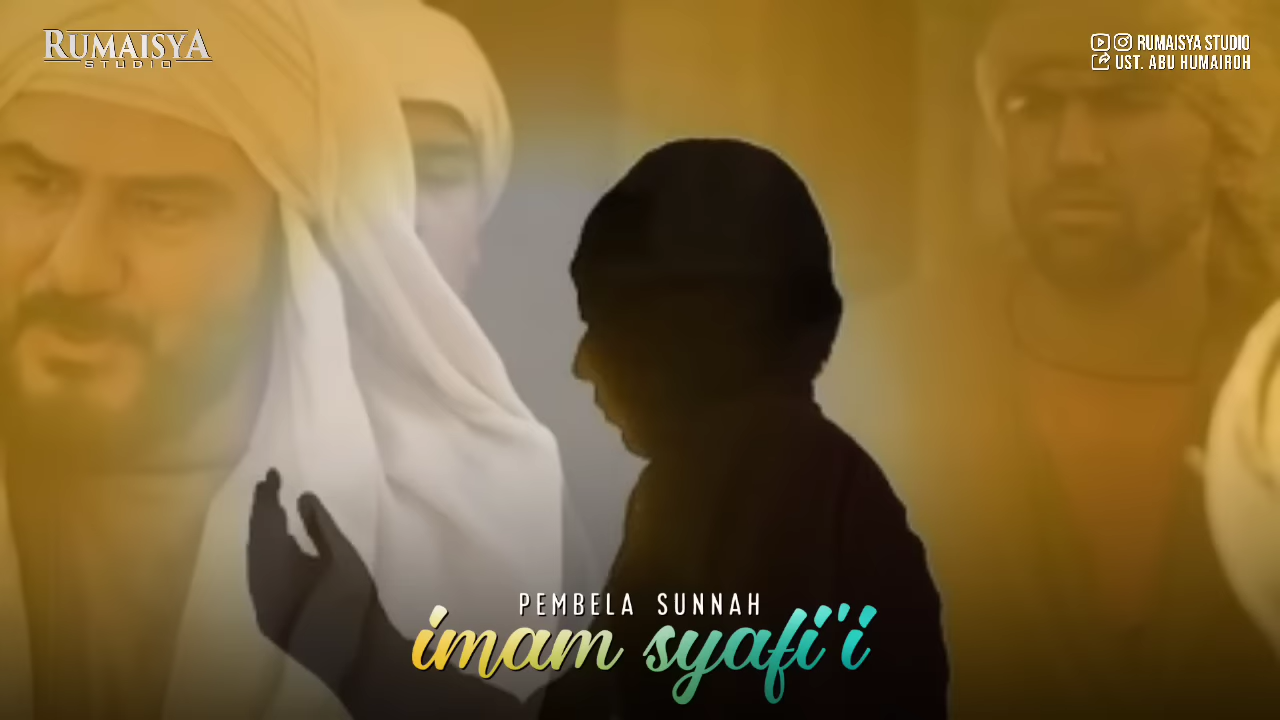 RUMAISYA
STUDIO
RUMAISYA STUDIO
UST. ABU HUMAIROH
PEMBELA SUNNAH
imam syafi'i